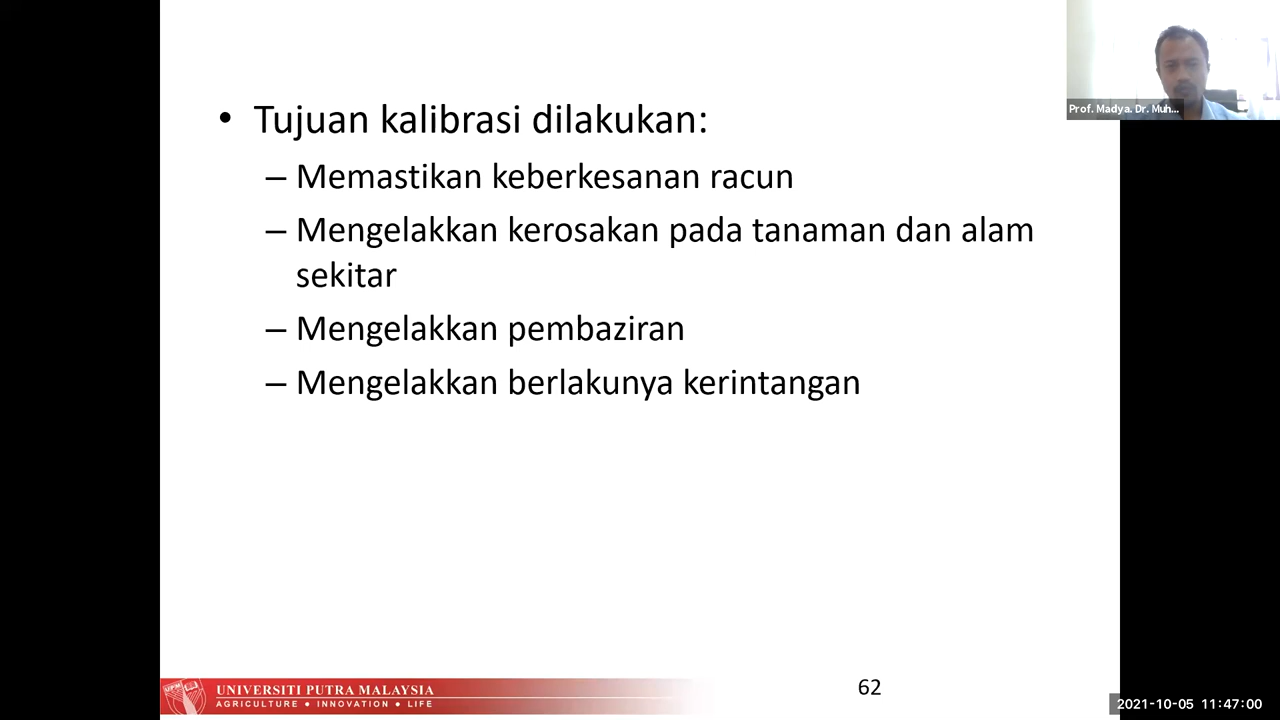 Prof. Madya. Dr. Muh...
• Tujuan kalibrasi dilakukan:
– Memastikan keberkesanan racun
– Mengelakkan kerosakan pada tanaman dan alam
sekitar
– Mengelakkan pembaziran
– Mengelakkan berlakunya kerintangan
UPM
UNIVERSITI PUTRA MALAYSIA
AGRICULTURE • INNOVATION • LIFE
62
2021-10-05 11:47:00